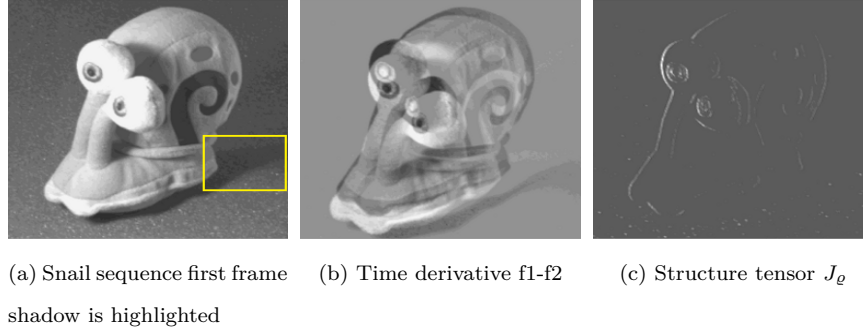 (a) Snail sequence first frame
shadow is highlighted
(b) Time derivative f1-f2
(c) Structure tensor J_ϱ